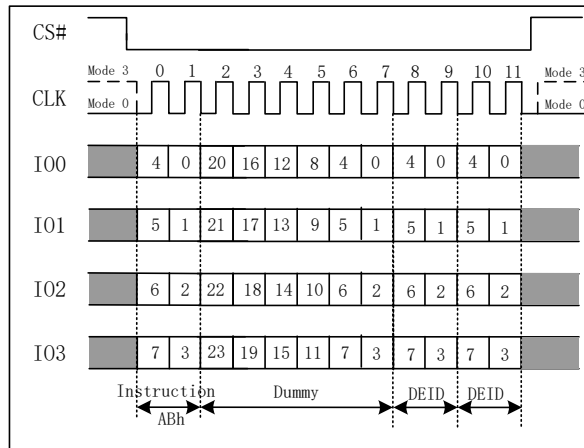 CS#
Mode 3 0 1 2 3 4 5 6 7 8 9 10 11 Mode 3
CLK Mode 0 Mode 0
IO0 4 0 20 16 12 8 4 0 4 0 4 0
IO1 5 1 21 17 13 9 5 1 5 1 5 1
IO2 6 2 22 18 14 10 6 2 6 2 6 2
IO3 7 3 23 19 15 11 7 3 7 3 7 3
Instruction Dummy DEID DEID
ABh